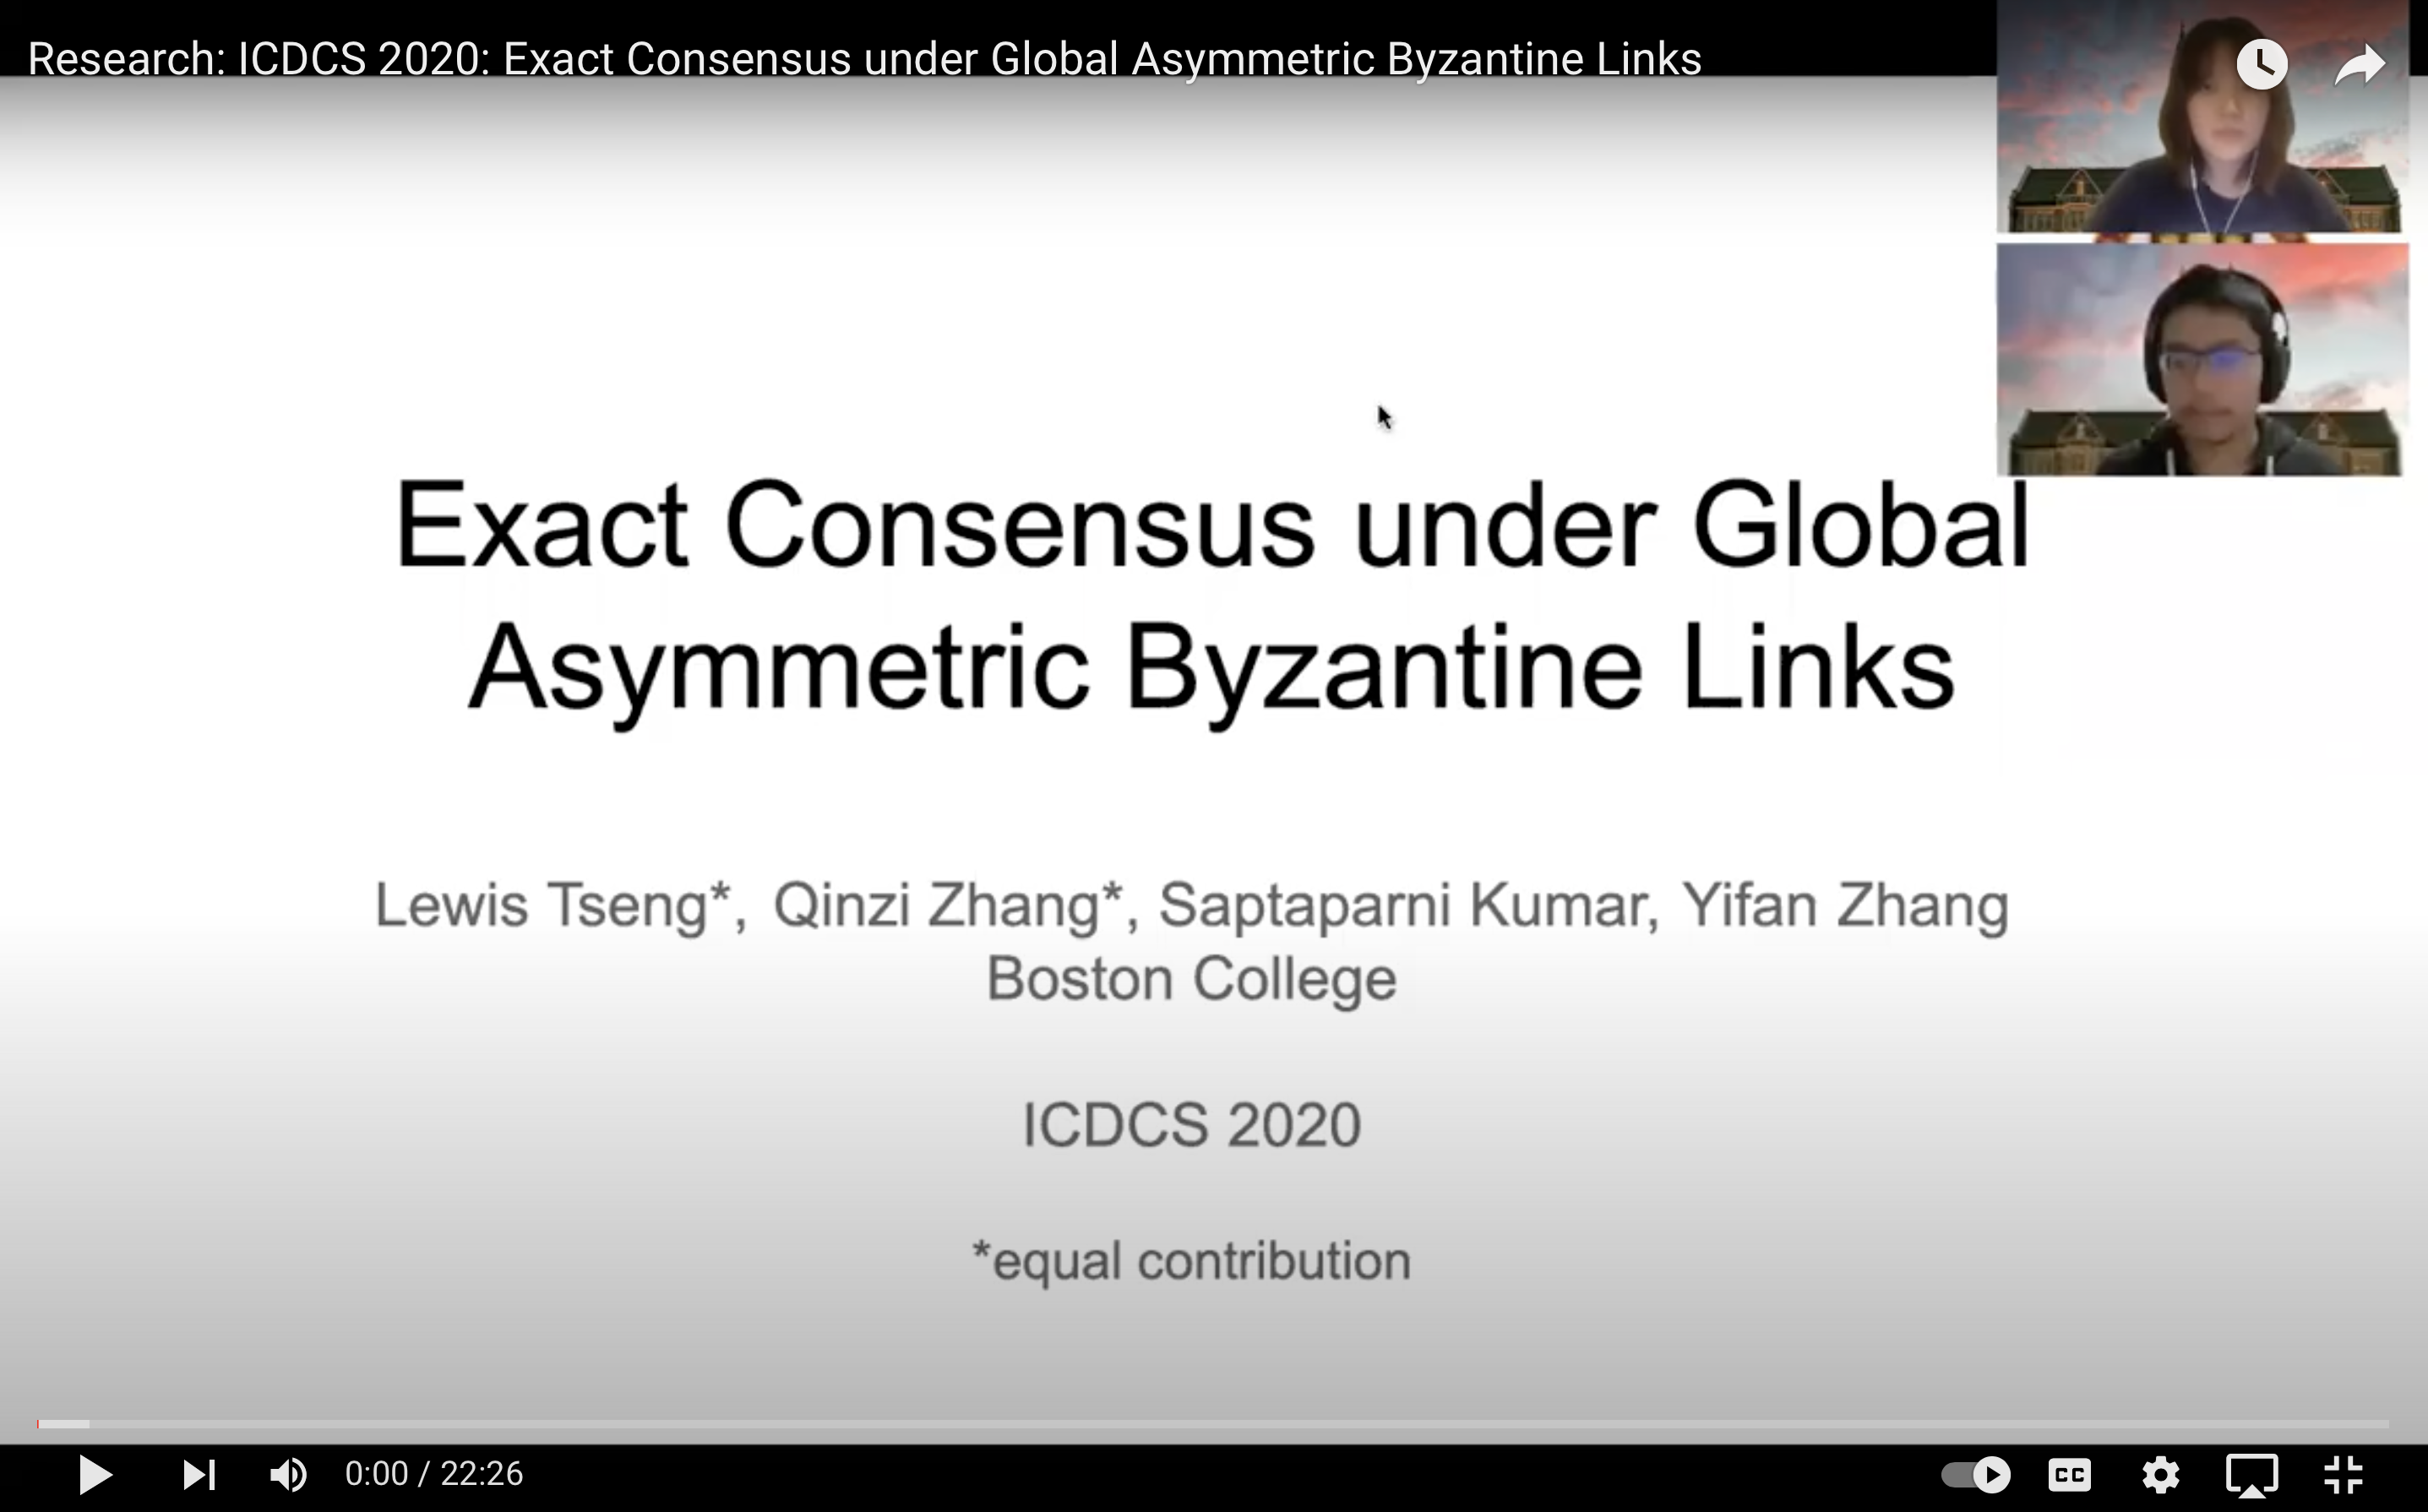 Research: ICDCS 2020: Exact Consensus under Global Asymmetric Byzantine Links
Exact Consensus under Global
Asymmetric Byzantine Links
Lewis Tseng*, Qinzi Zhang*, Saptaparni Kumar, Yifan Zhang
Boston College
ICDCS 2020
*equal contribution
0:00 / 22:26
CC